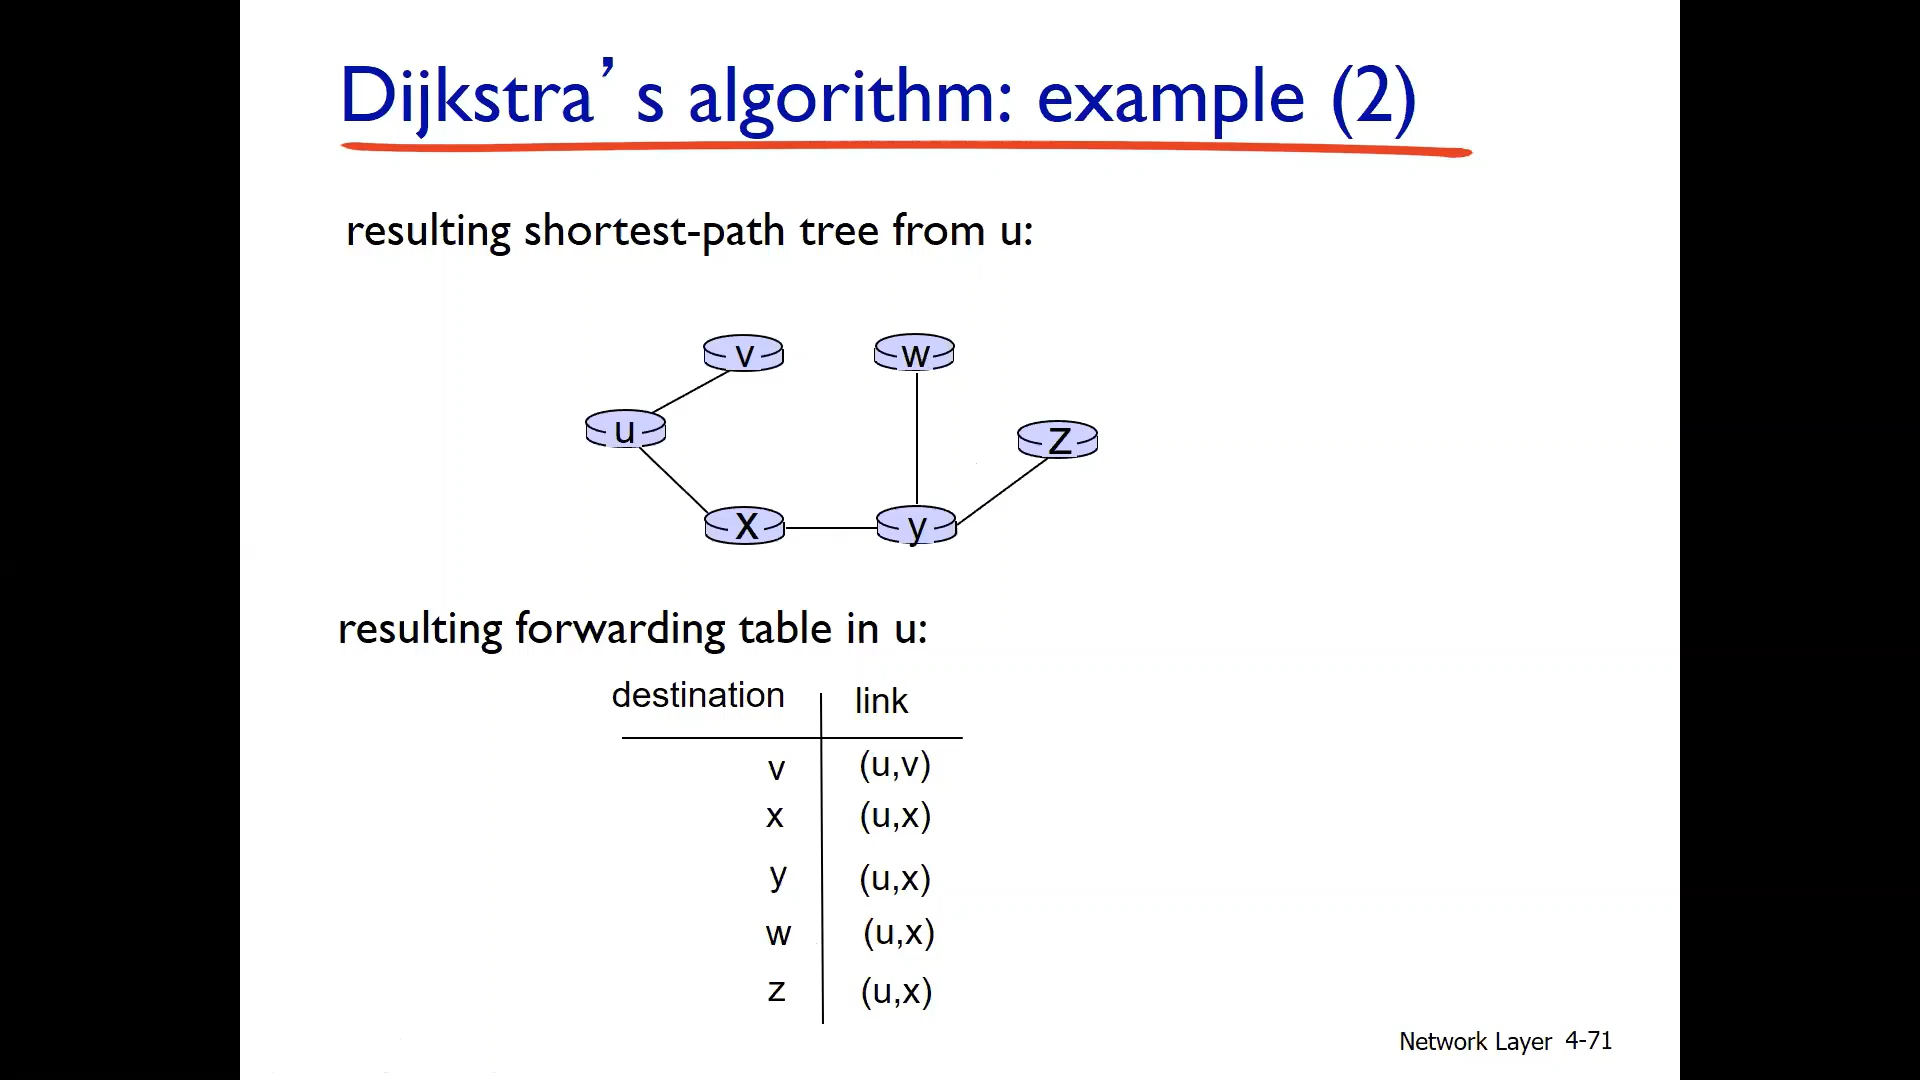 Dijkstra’s algorithm: example (2)
resulting shortest-path tree from u:
v
w
u
z
x
y
resulting forwarding table in u:
destination link
v (u,v)
x (u,x)
y (u,x)
w (u,x)
z (u,x)
Network Layer 4-71